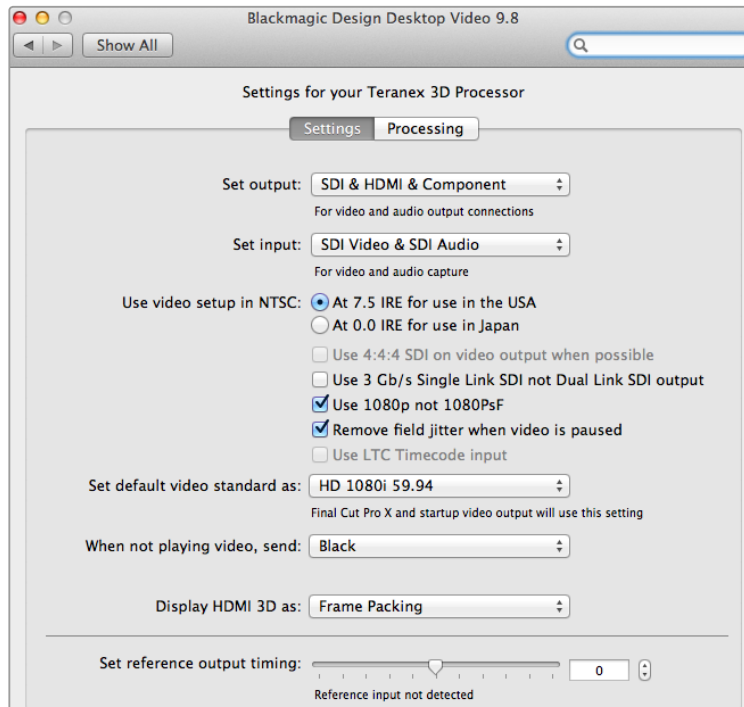 Blackmagic Design Desktop Video 9.8
Show All
Settings for your Teranex 3D Processor
Settings Processing
Set output: SDI & HDMI & Component
For video and audio output connections
Set input: SDI Video & SDI Audio
For video and audio capture
Use video setup in NTSC: At 7.5 IRE for use in the USA
At 0.0 IRE for use in Japan
Use 4:4:4 SDI on video output when possible
Use 3 Gb/s Single Link SDI not Dual Link SDI output
Use 1080p not 1080PsF
Remove field jitter when video is paused
Use LTC Timecode input
Set default video standard as: HD 1080i 59.94
Final Cut Pro X and startup video output will use this setting
When not playing video, send: Black
Display HDMI 3D as: Frame Packing
Set reference output timing: 0
Reference input not detected